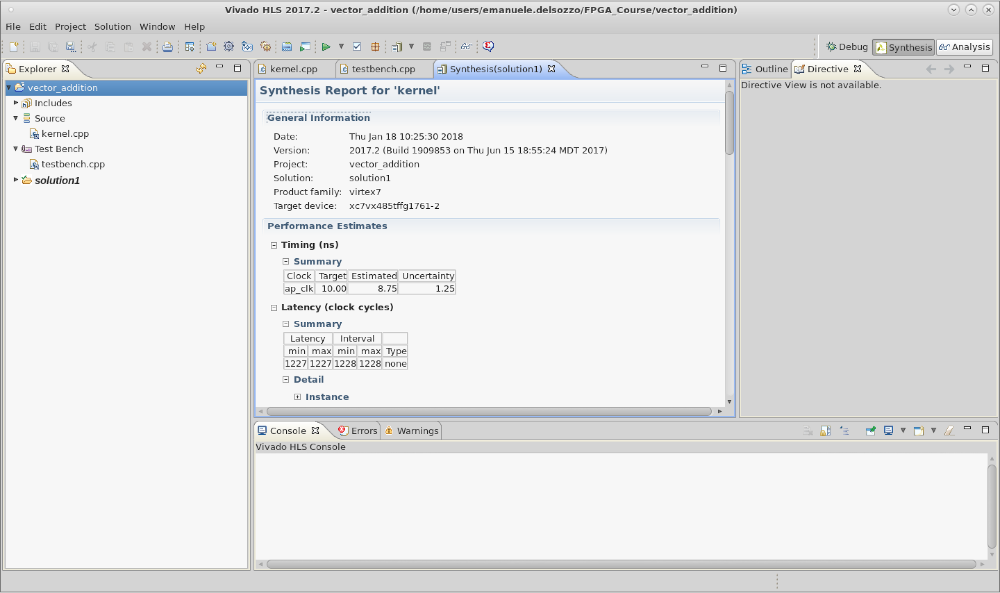 Vivado HLS 2017.2 - vector_addition (/home/users/emanuele.delsozzo/FPGA_Course/vector_addition)
File Edit Project Solution Window Help
Debug Synthesis Analysis
Explorer
vector_addition
Includes
Source
kernel.cpp
Test Bench
testbench.cpp
solution1
kernel.cpp testbench.cpp Synthesis(solution1)
Synthesis Report for 'kernel'
General Information
Date: Thu Jan 18 10:25:30 2018
Version: 2017.2 (Build 1909853 on Thu Jun 15 18:55:24 MDT 2017)
Project: vector_addition
Solution: solution1
Product family: virtex7
Target device: xc7vx485tffg1761-2
Performance Estimates
Timing (ns)
Summary
Clock Target Estimated Uncertainty
ap_clk 10.00 8.75 1.25
Latency (clock cycles)
Summary
Latency Interval
min max min max Type
1227 1227 1228 1228 none
Detail
Instance
Outline Directive
Directive View is not available.
Console Errors Warnings
Vivado HLS Console